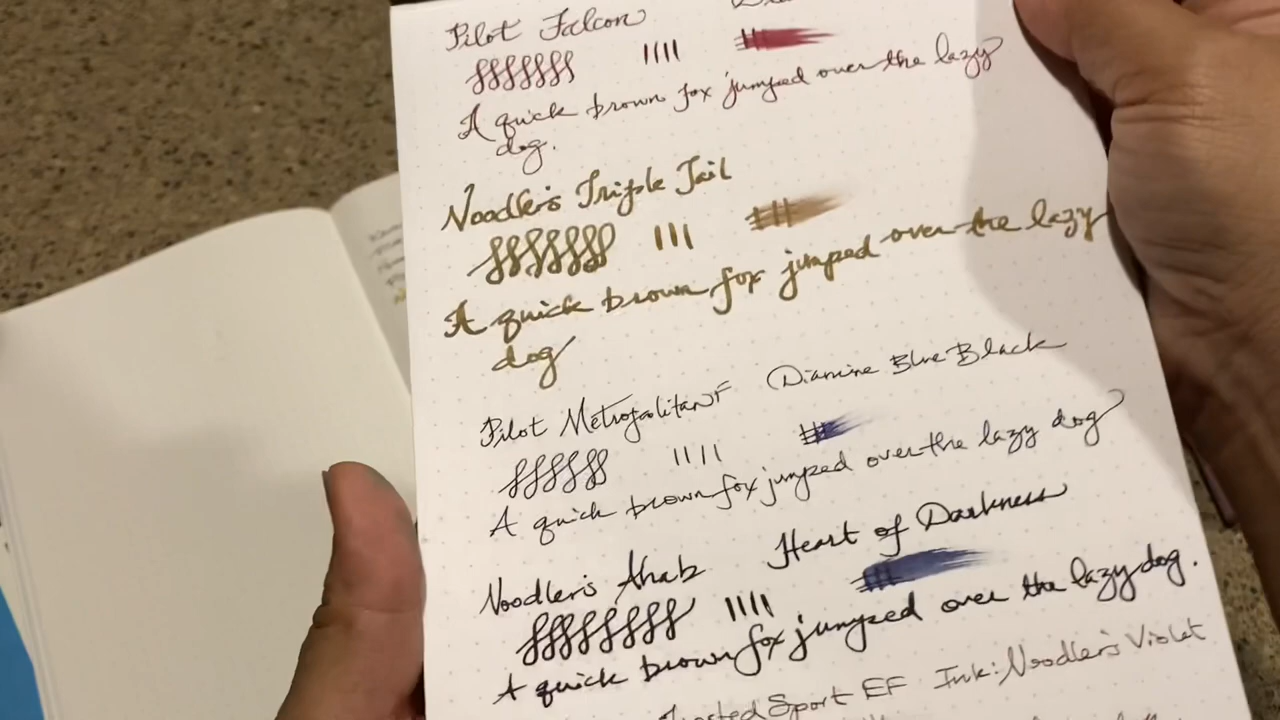 Pilot Falcon
A quick brown fox jumped over the lazy
dog.
Noodler's Triple Tail
A quick brown fox jumped over the lazy
dog
Pilot Metropolitan F Diamine Blue Black
A quick brown fox jumped over the lazy dog
Noodler's Ahab Heart of Darkness
A quick brown fox jumped over the lazy dog.
Frosted Sport EF Ink: Noodler's Violet